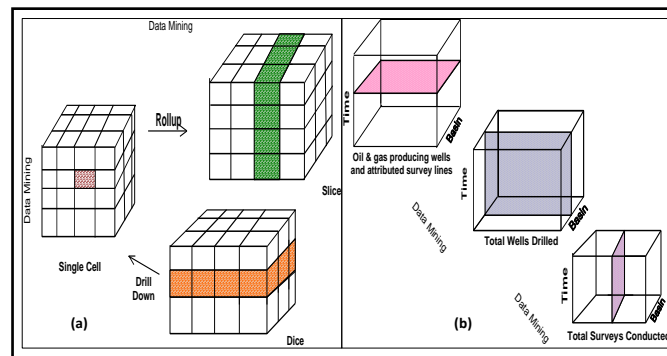 Data Mining
Rollup
Data Mining
Slice
Single Cell
Drill
Down
(a)
Dice
Time
Basin
Oil & gas producing wells
and attributed survey lines
Data Mining
Time
Basin
Total Wells Drilled
Data Mining
Time
Basin
(b)
Total Surveys Conducted